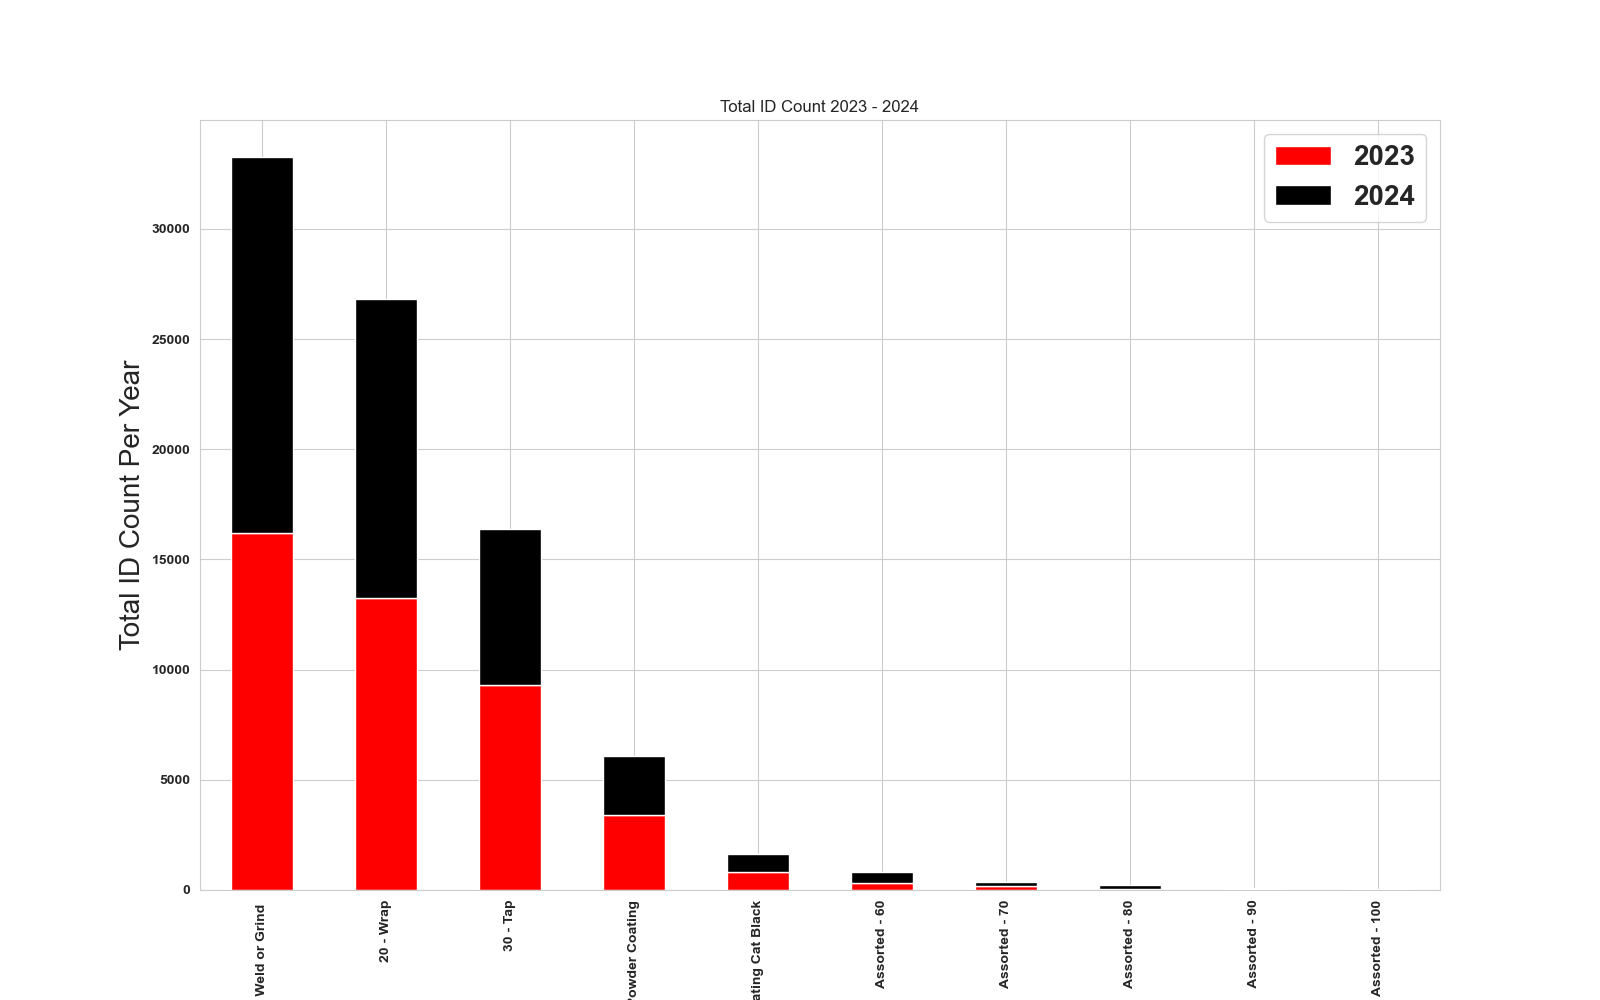 Total ID Count 2023 - 2024
2023
2024
Total ID Count Per Year
30000
25000
20000
15000
10000
5000
0
Weld or Grind
20 - Wrap
30 - Tap
Powder Coating
Cat Black
Assorted - 60
Assorted - 70
Assorted - 80
Assorted - 90
Assorted - 100